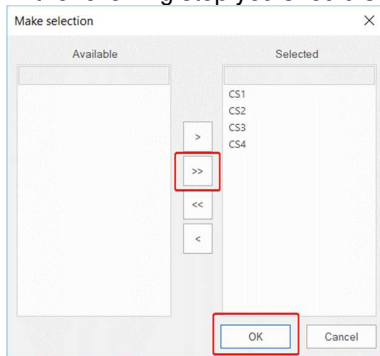 Make selection
Available
Selected
CS1
CS2
CS3
CS4
>
>>
<<
<
OK
Cancel